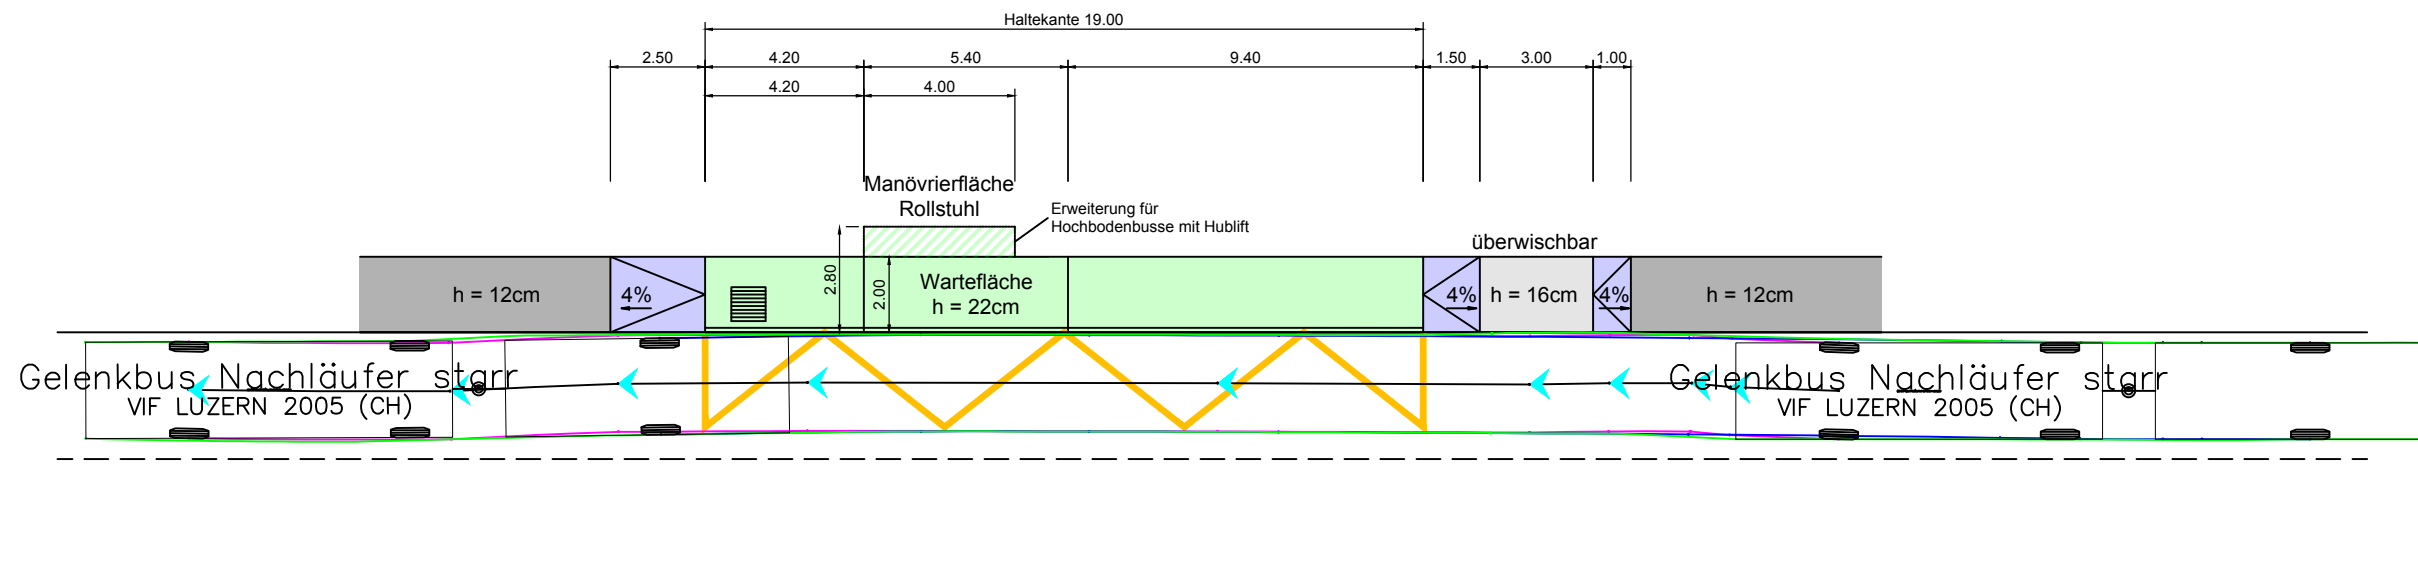 Haltekante 19.00
2.50
4.20
5.40
9.40
1.50
3.00
1.00
4.20
4.00
Manövrierfläche
Rollstuhl
Erweiterung für
Hochbodenbusse mit Hublift
überwischbar
2.80
2.00
h = 12cm
4%
Wartefläche
h = 22cm
4%
h = 16cm
4%
h = 12cm
Gelenkbus Nachläufer starr
VIF LUZERN 2005 (CH)
Gelenkbus Nachläufer starr
VIF LUZERN 2005 (CH)